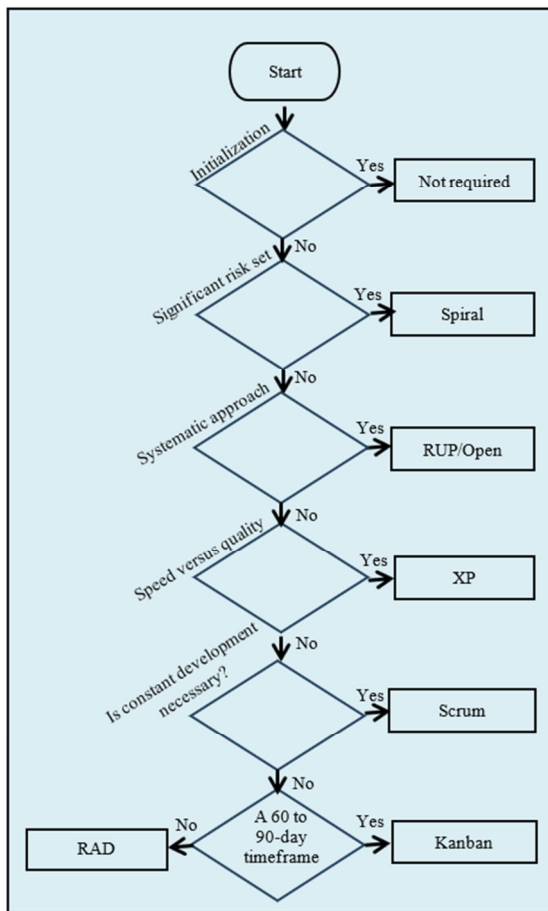 Start
Initialization
Yes
Not required
No
Significant risk set
Yes
Spiral
No
Systematic approach
Yes
RUP/Open
No
Speed versus quality
Yes
XP
No
Is constant development
necessary?
Yes
Scrum
No
A 60 to
90-day
timeframe
No
RAD
Yes
Kanban